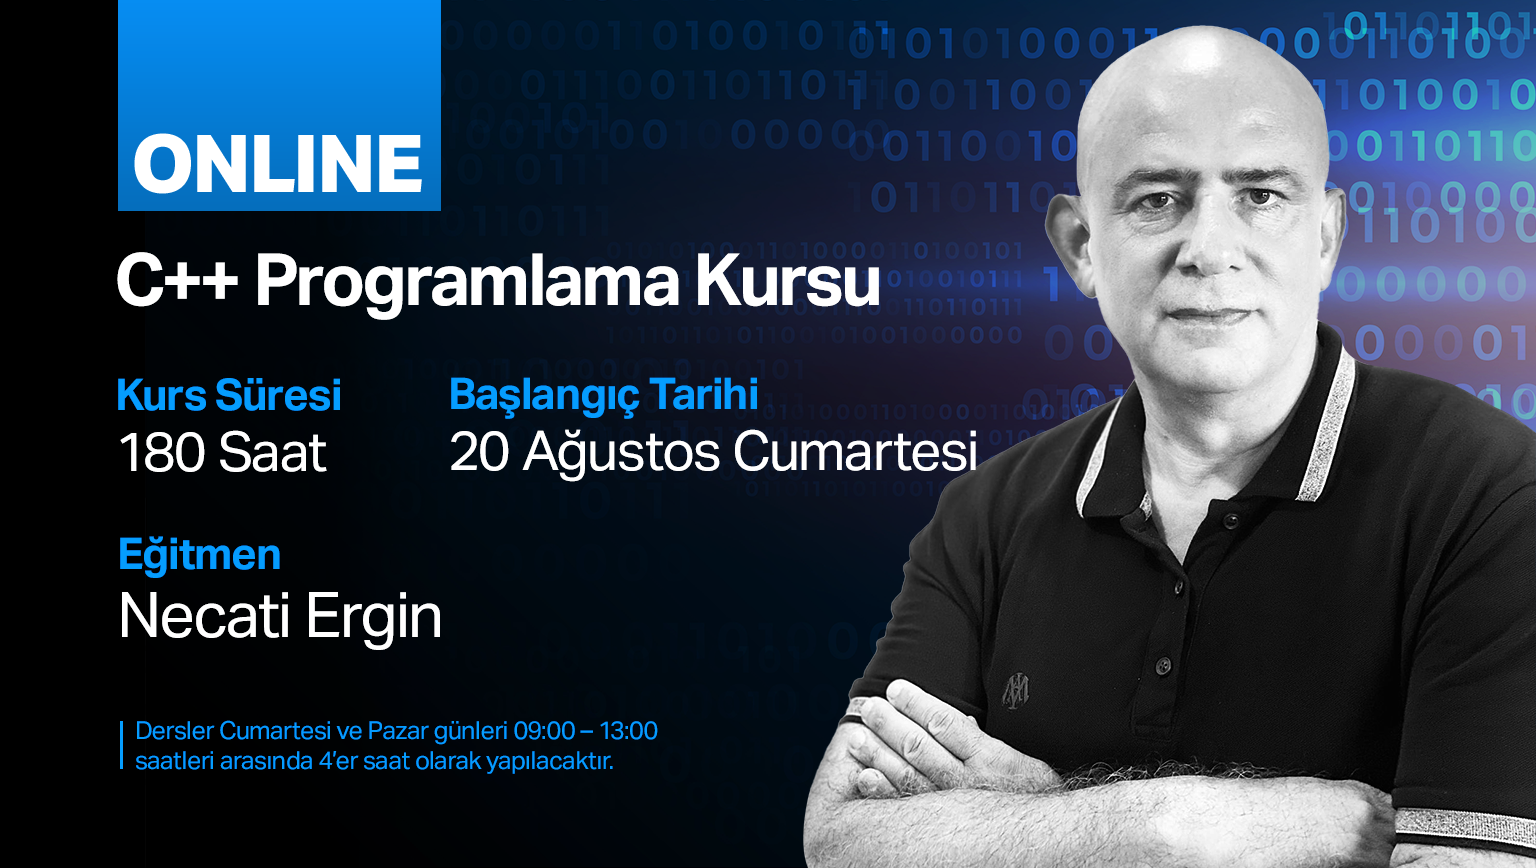 ONLINE
C++ Programlama Kursu
Kurs Süresi
180 Saat
Başlangıç Tarihi
20 Ağustos Cumartesi
Eğitmen
Necati Ergin
Dersler Cumartesi ve Pazar günleri 09:00 – 13:00
saatleri arasında 4’er saat olarak yapılacaktır.